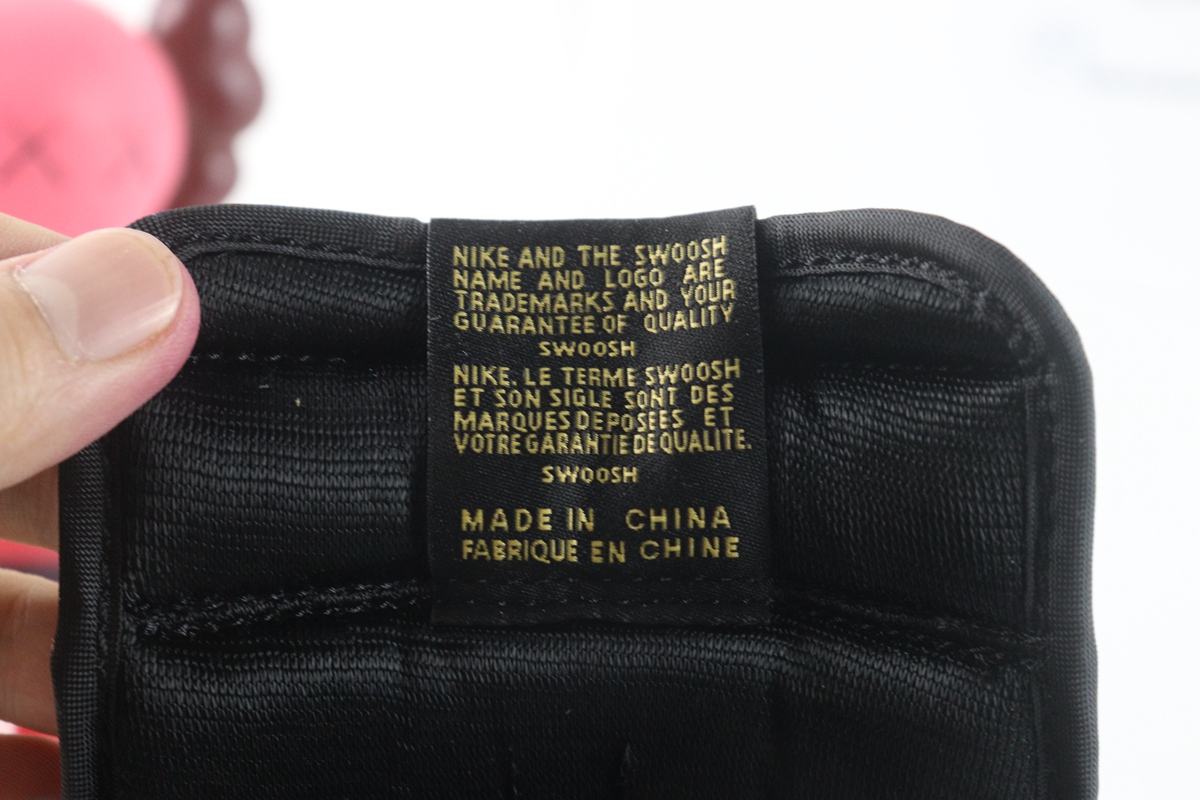 NIKE AND THE SWOOSH
NAME AND LOGO ARE
TRADEMARKS AND YOUR
GUARANTEE OF QUALITY
SWOOSH
NIKE. LE TERME SWOOSH
ET SON SIGLE SONT DES
MARQUES DEPOSEES ET
VOTRE GARANTIE DE QUALITE.
SWOOSH
MADE IN CHINA
FABRIQUE EN CHINE